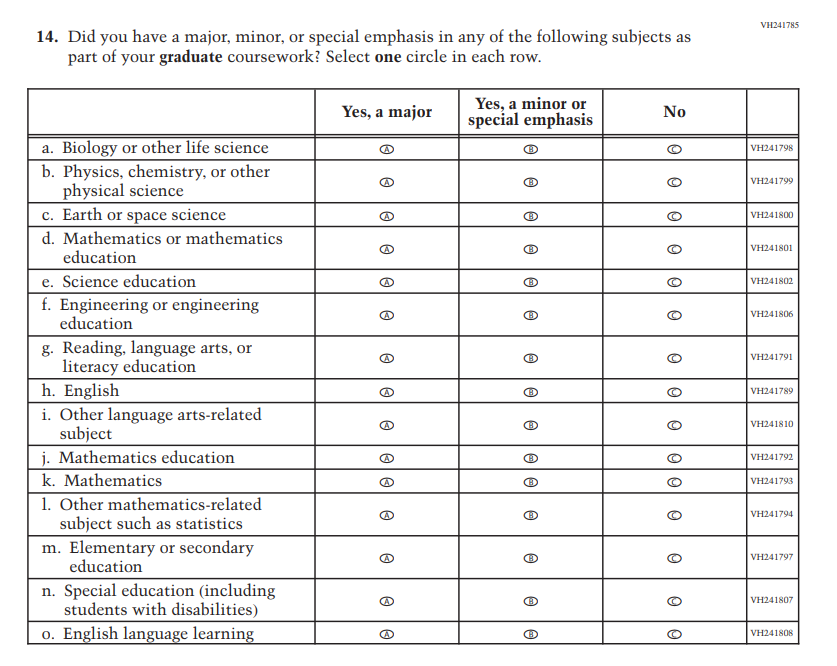 VH241785
14. Did you have a major, minor, or special emphasis in any of the following subjects as
part of your graduate coursework? Select one circle in each row.
Yes, a major
Yes, a minor or
special emphasis
No
a. Biology or other life science A B C VH241798
b. Physics, chemistry, or other
physical science A B C VH241799
c. Earth or space science A B C VH241800
d. Mathematics or mathematics
education A B C VH241801
e. Science education A B C VH241802
f. Engineering or engineering
education A B C VH241806
g. Reading, language arts, or
literacy education A B C VH241791
h. English A B C VH241789
i. Other language arts-related
subject A B C VH241810
j. Mathematics education A B C VH241792
k. Mathematics A B C VH241793
l. Other mathematics-related
subject such as statistics A B C VH241794
m. Elementary or secondary
education A B C VH241797
n. Special education (including
students with disabilities) A B C VH241807
o. English language learning A B C VH241808